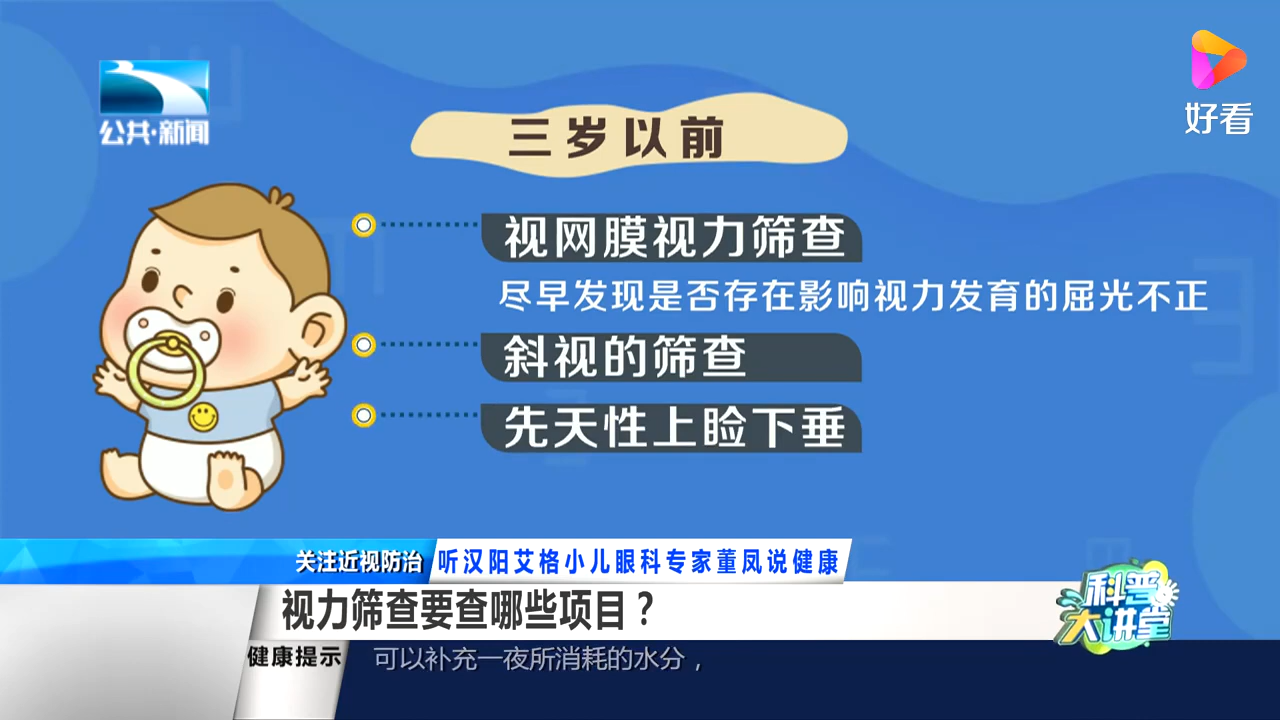 公共·新闻
好看
三岁以前
视网膜视力筛查
尽早发现是否存在影响视力发育的屈光不正
斜视的筛查
先天性上睑下垂
关注近视防治
听汉阳艾格小儿眼科专家董凤说健康
视力筛查要查哪些项目？
科普
大讲堂
健康提示
可以补充一夜所消耗的水分，